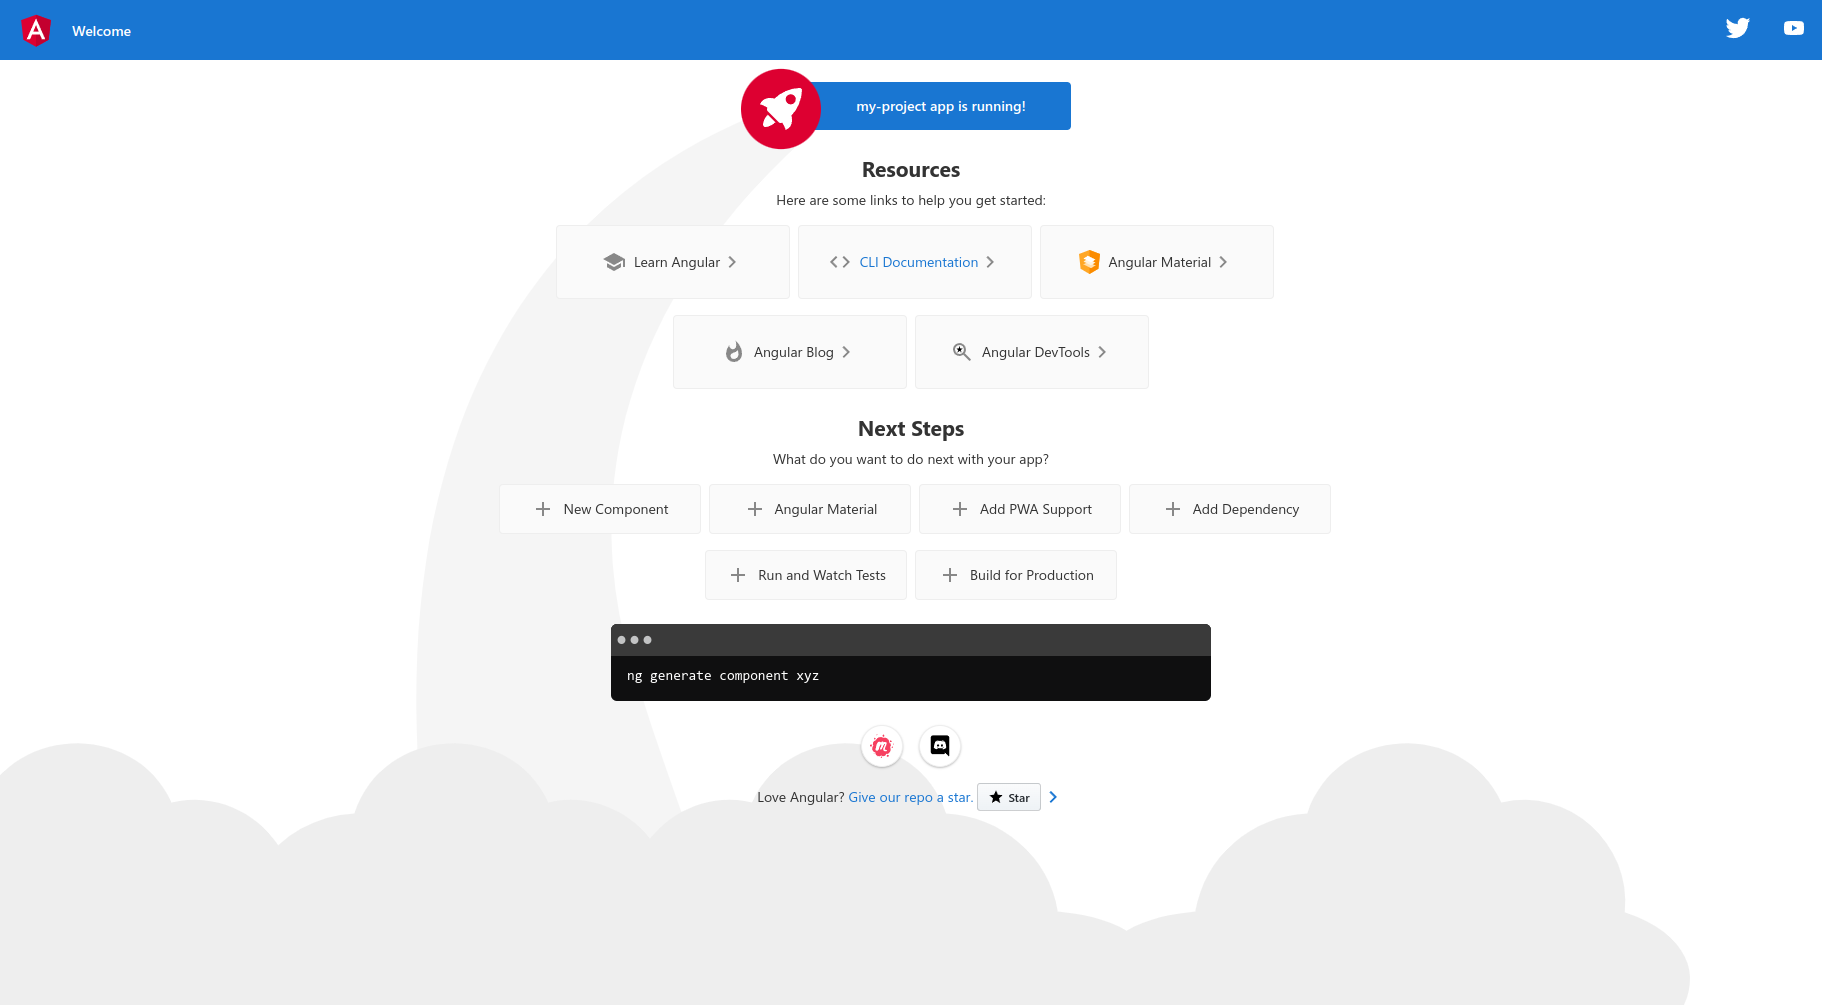 Welcome
my-project app is running!
Resources
Here are some links to help you get started:
Learn Angular
CLI Documentation
Angular Material
Angular Blog
Angular DevTools
Next Steps
What do you want to do next with your app?
New Component
Angular Material
Add PWA Support
Add Dependency
Run and Watch Tests
Build for Production
ng generate component xyz
Love Angular? Give our repo a star. Star